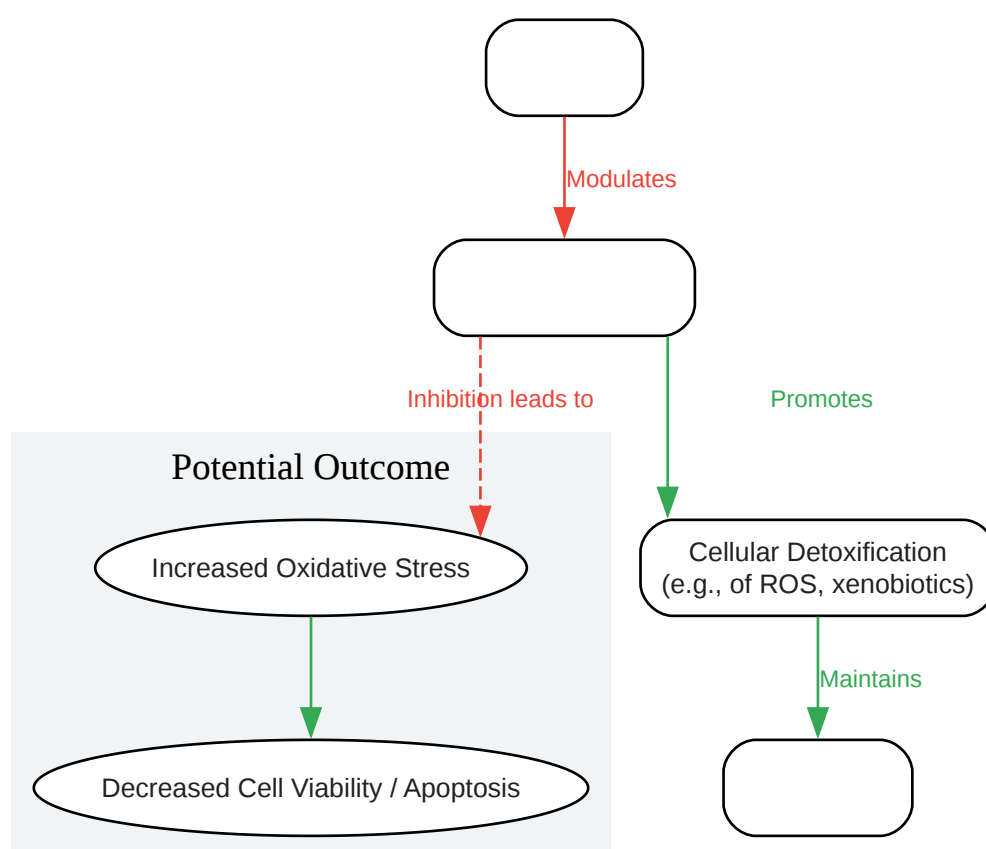 Modulates
Inhibition leads to
Promotes
Potential Outcome
Increased Oxidative Stress
Cellular Detoxification
(e.g., of ROS, xenobiotics)
Maintains
Decreased Cell Viability / Apoptosis